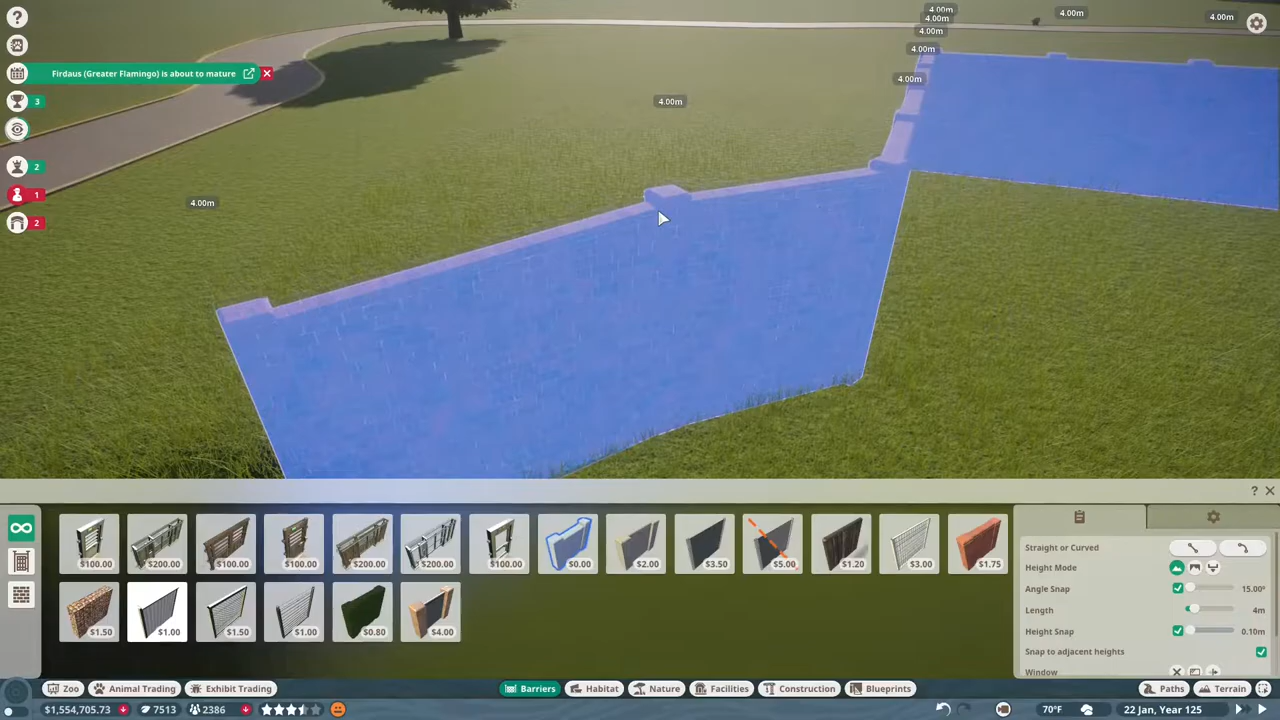 4.00m
4.00m
4.00m
4.00m
4.00m
4.00m
4.00m
4.00m
4.00m
?
Firdaus (Greater Flamingo) is about to mature
3
2
1
2
? ×
$100.00 $200.00 $100.00 $100.00 $200.00 $200.00 $100.00 $0.00 $2.00 $3.50 $5.00 $1.20 $3.00 $1.75
$1.50 $1.00 $1.50 $1.00 $0.80 $4.00
Straight or Curved
Height Mode
Angle Snap 15.00°
Length 4m
Height Snap 0.10m
Snap to adjacent heights
Window
Zoo Animal Trading Exhibit Trading Barriers Habitat Nature Facilities Construction Blueprints Paths Terrain
$1,554,705.73 7513 2386 70°F 22 Jan, Year 125